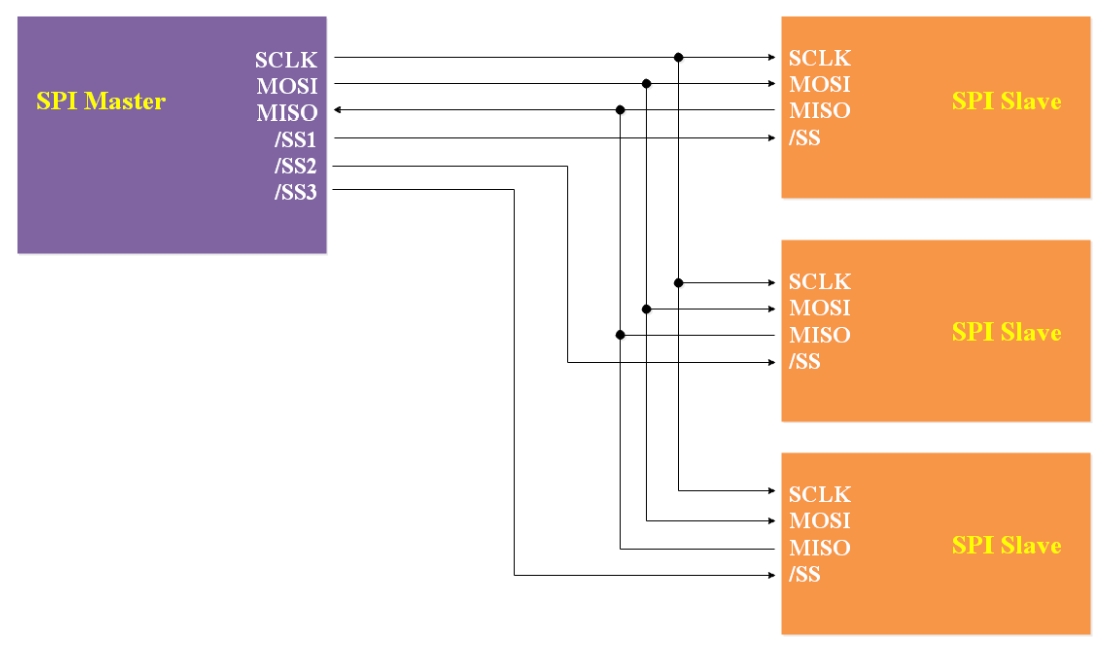 SPI Master
SCLK
MOSI
MISO
/SS1
/SS2
/SS3
SCLK
MOSI
MISO
/SS
SPI Slave
SCLK
MOSI
MISO
/SS
SPI Slave
SCLK
MOSI
MISO
/SS
SPI Slave